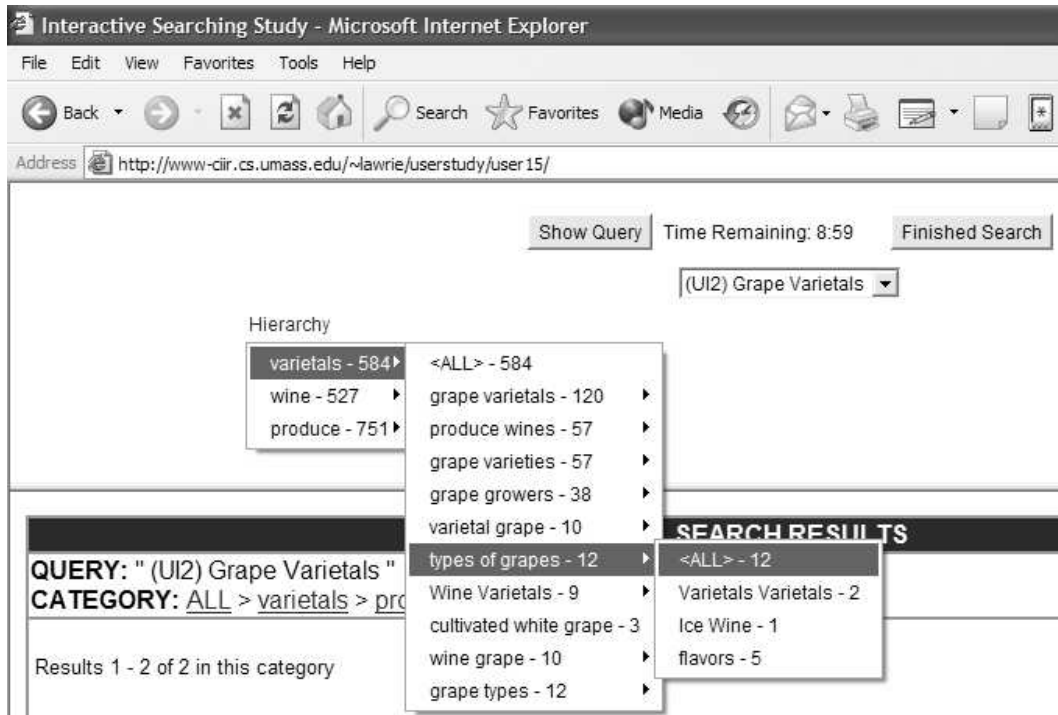 Interactive Searching Study - Microsoft Internet Explorer
File Edit View Favorites Tools Help
Back Search Favorites Media
Address http://www-ciir.cs.umass.edu/~lawrie/userstudy/user15/
Show Query Time Remaining: 8:59 Finished Search
(UI2) Grape Varietals
Hierarchy
varietals - 584
wine - 527
produce - 751
<ALL> - 584
grape varietals - 120
produce wines - 57
grape varieties - 57
grape growers - 38
varietal grape - 10
types of grapes - 12
Wine Varietals - 9
cultivated white grape - 3
wine grape - 10
grape types - 12
<ALL> - 12
Varietals Varietals - 2
Ice Wine - 1
flavors - 5
SEARCH RESULTS
QUERY: " (UI2) Grape Varietals "
CATEGORY: ALL > varietals >
Results 1 - 2 of 2 in this category